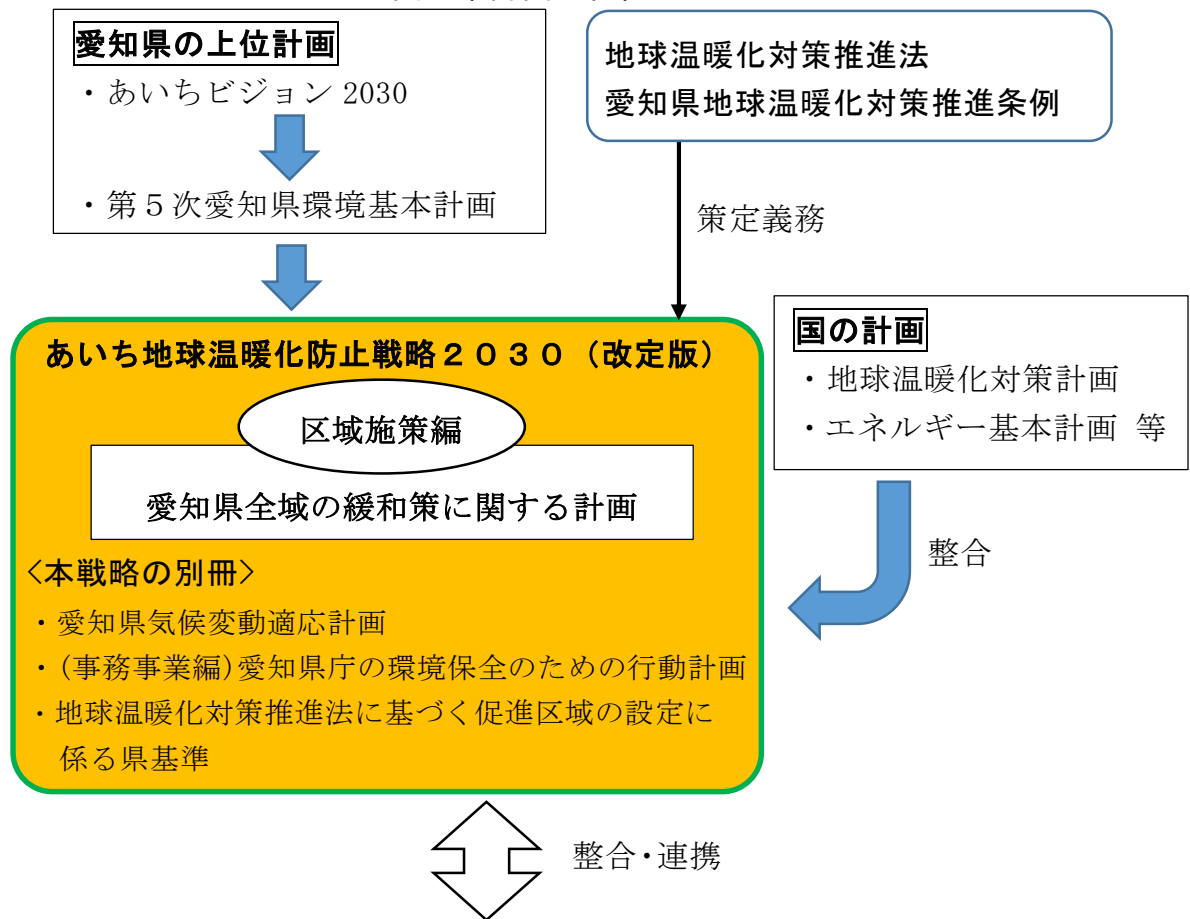 愛知県の上位計画
・あいちビジョン 2030
・第５次愛知県環境基本計画
地球温暖化対策推進法
愛知県地球温暖化対策推進条例
策定義務
国の計画
・地球温暖化対策計画
・エネルギー基本計画 等
整合
あいち地球温暖化防止戦略２０３０（改定版）
区域施策編
愛知県全域の緩和策に関する計画
<本戦略の別冊>
・愛知県気候変動適応計画
・(事務事業編)愛知県庁の環境保全のための行動計画
・地球温暖化対策推進法に基づく促進区域の設定に
係る県基準
整合・連携